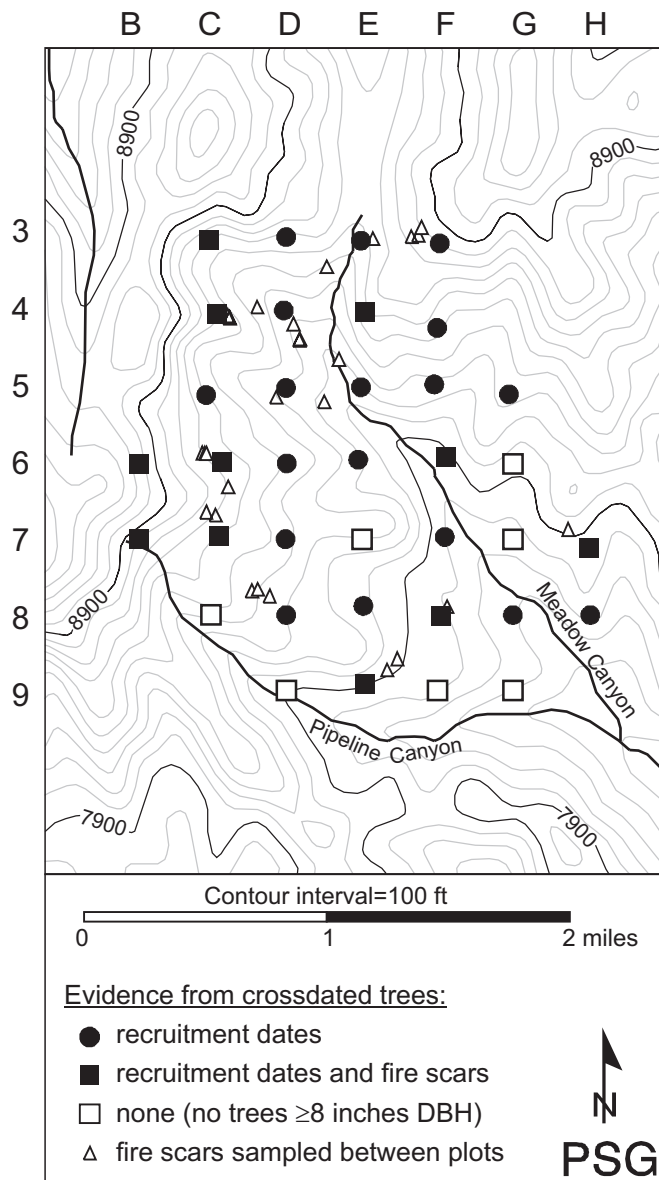 B C D E F G H
8900
8900
3
4
5
6
7
8
9
8900
Meadow Canyon
Pipeline Canyon
7900
7900
Contour interval=100 ft
0 1 2 miles
Evidence from crossdated trees:
recruitment dates
recruitment dates and fire scars
none (no trees ≥8 inches DBH)
fire scars sampled between plots
N
PSG